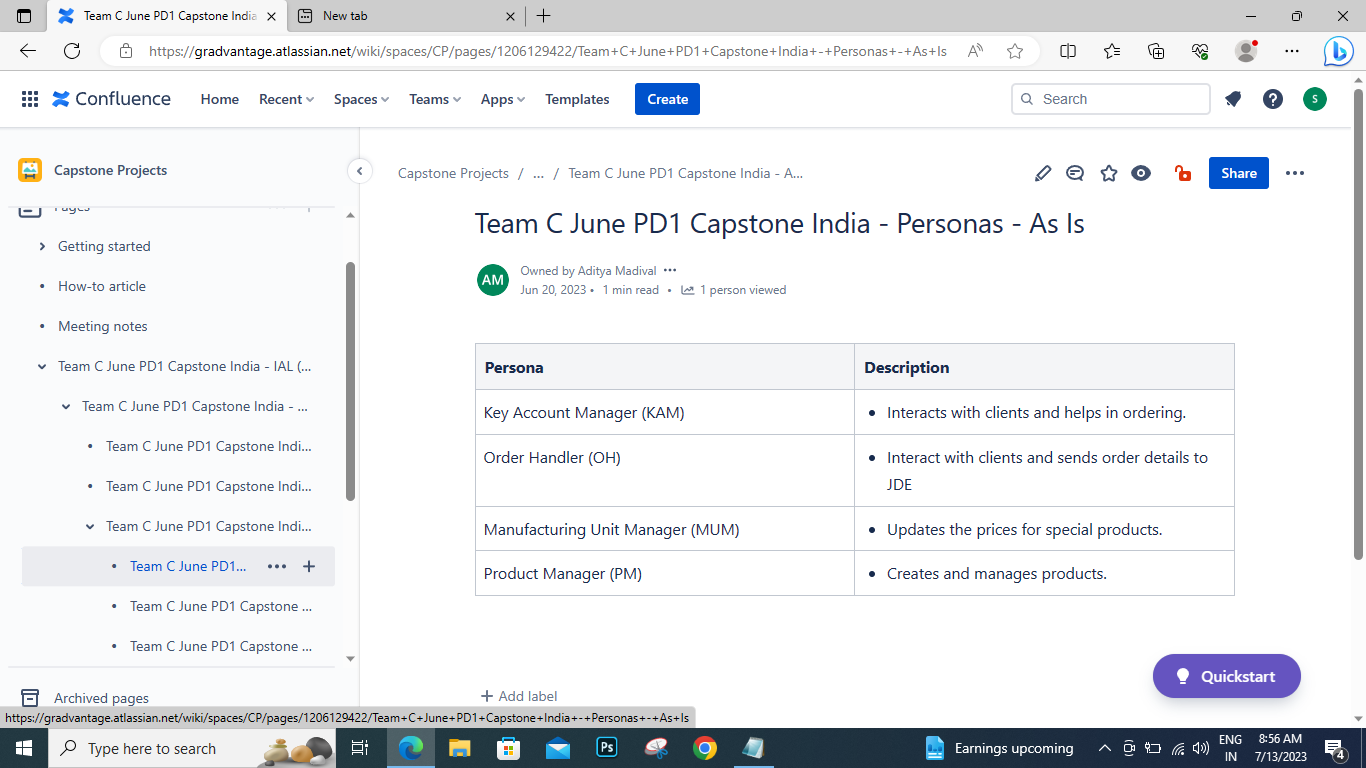 Team C June PD1 Capstone India
New tab
https://gradvantage.atlassian.net/wiki/spaces/CP/pages/1206129422/Team+C+June+PD1+Capstone+India+-+Personas+-+As+Is
Confluence
Home
Recent
Spaces
Teams
Apps
Templates
Create
Search
S
Capstone Projects
Pages
Getting started
How-to article
Meeting notes
Team C June PD1 Capstone India - IAL (...
Team C June PD1 Capstone India - ...
Team C June PD1 Capstone Indi...
Team C June PD1 Capstone Indi...
Team C June PD1 Capstone Indi...
Team C June PD1...
Team C June PD1 Capstone ...
Team C June PD1 Capstone ...
Archived pages
Capstone Projects / ... / Team C June PD1 Capstone India - A...
Share
Team C June PD1 Capstone India - Personas - As Is
AM
Owned by Aditya Madival
Jun 20, 2023 • 1 min read • 1 person viewed
Persona Description
Key Account Manager (KAM) • Interacts with clients and helps in ordering.
Order Handler (OH) • Interact with clients and sends order details to
JDE
Manufacturing Unit Manager (MUM) • Updates the prices for special products.
Product Manager (PM) • Creates and manages products.
Add label
Quickstart
https://gradvantage.atlassian.net/wiki/spaces/CP/pages/1206129422/Team+C+June+PD1+Capstone+India+-+Personas+-+As+Is
Type here to search
Ps
Earnings upcoming
ENG
IN
8:56 AM
7/13/2023
4